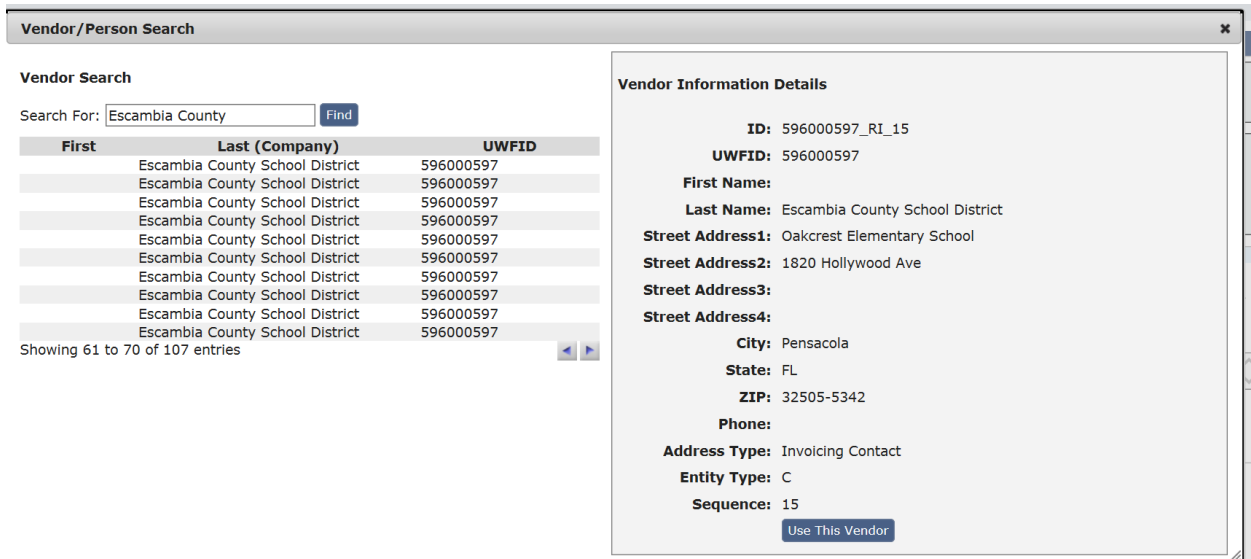 Vendor/Person Search
Vendor Search
Search For: Escambia County Find
First Last (Company) UWFID
Escambia County School District 596000597
Escambia County School District 596000597
Escambia County School District 596000597
Escambia County School District 596000597
Escambia County School District 596000597
Escambia County School District 596000597
Escambia County School District 596000597
Escambia County School District 596000597
Escambia County School District 596000597
Escambia County School District 596000597
Showing 61 to 70 of 107 entries
Vendor Information Details
ID: 596000597_RI_15
UWFID: 596000597
First Name:
Last Name: Escambia County School District
Street Address1: Oakcrest Elementary School
Street Address2: 1820 Hollywood Ave
Street Address3:
Street Address4:
City: Pensacola
State: FL
ZIP: 32505-5342
Phone:
Address Type: Invoicing Contact
Entity Type: C
Sequence: 15
Use This Vendor